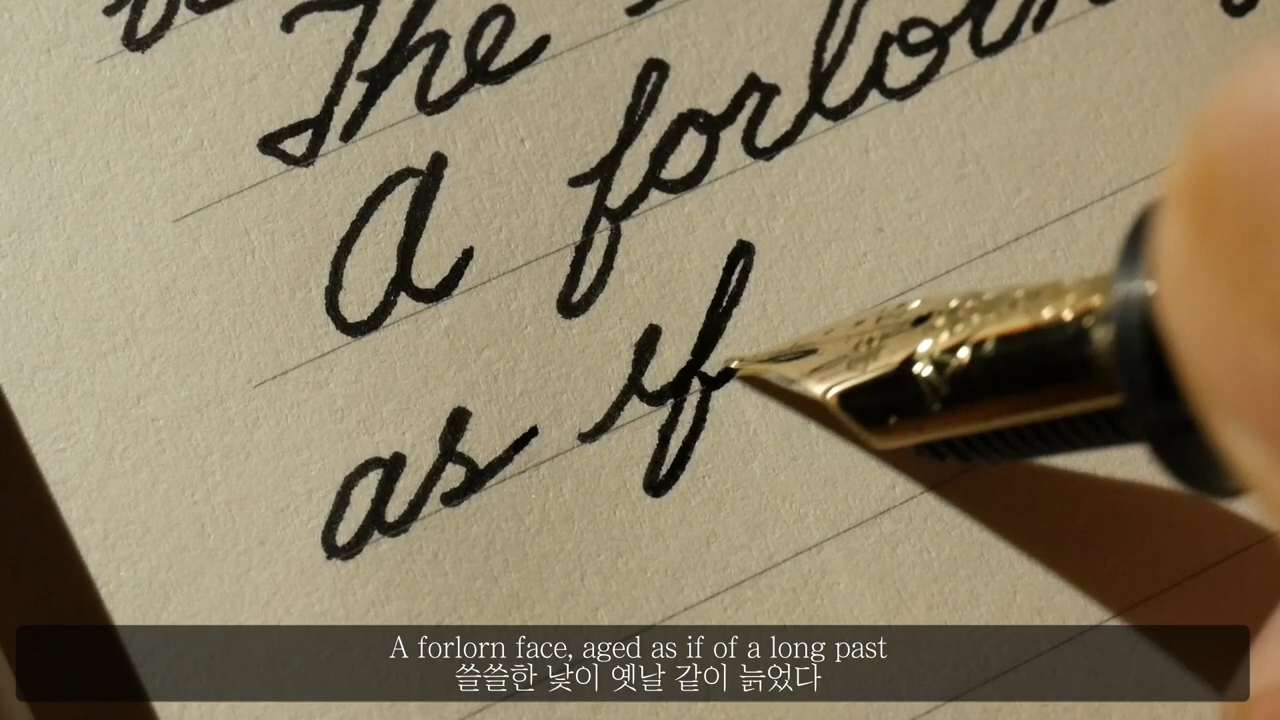 The
A forlorn
as if
A forlorn face, aged as if of a long past
쓸쓸한 낯이 옛날 같이 늙었다